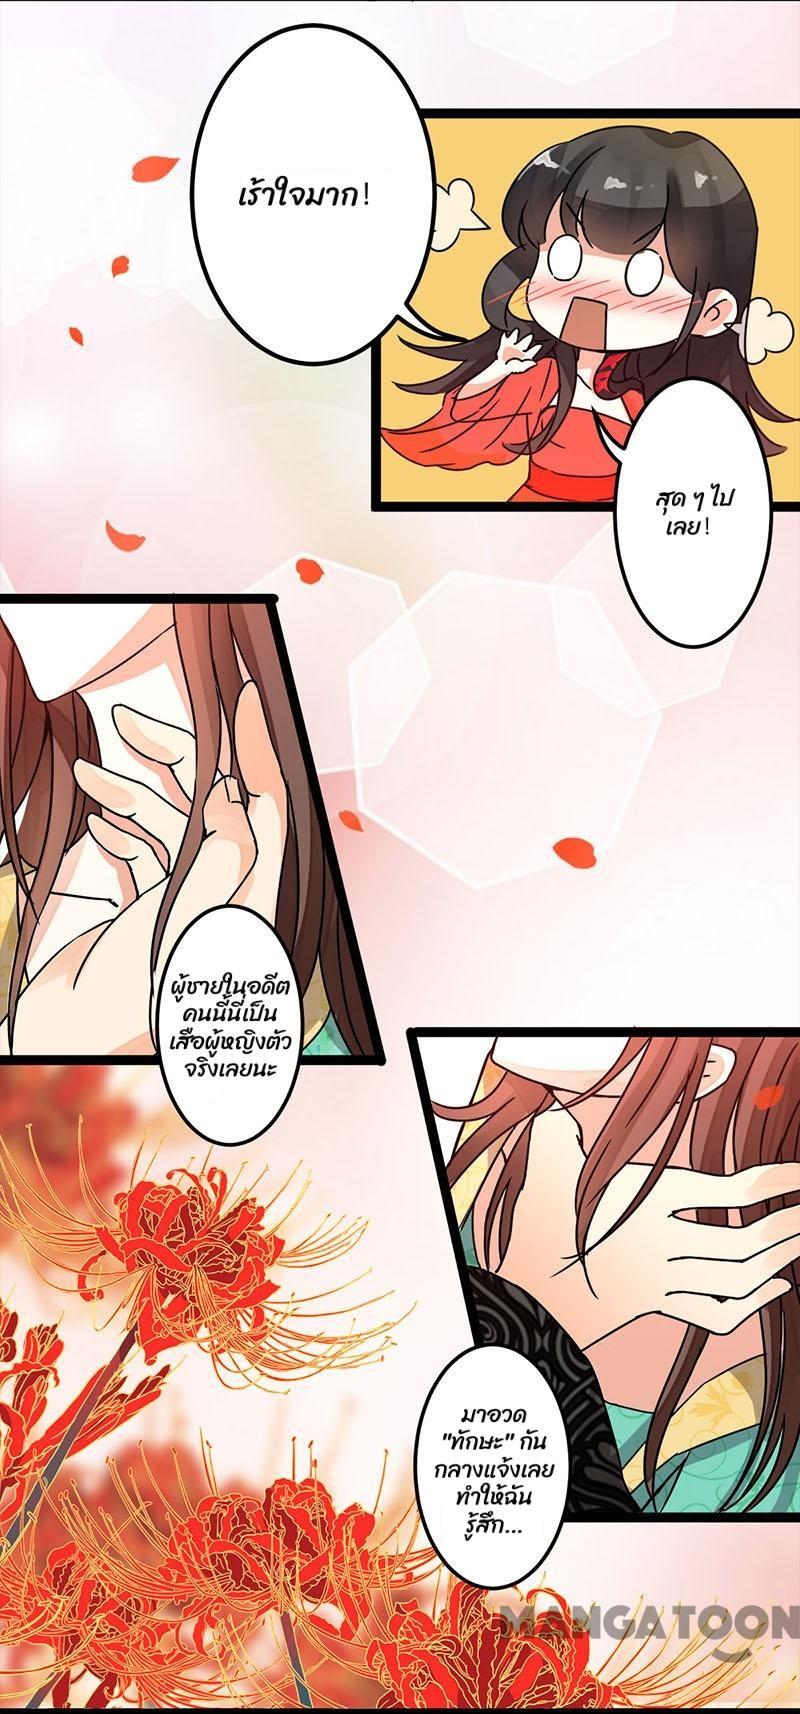 เร้าใจมาก!
สุด ๆ ไป
เลย!
ผู้ชายในอดีต
คนนี้นี่เป็น
เสือผู้หญิงตัว
จริงเลยนะ
มาอวด
"ทักษะ" กัน
กลางแจ้งเลย
ทำให้ฉัน
รู้สึก...
MANGATOON